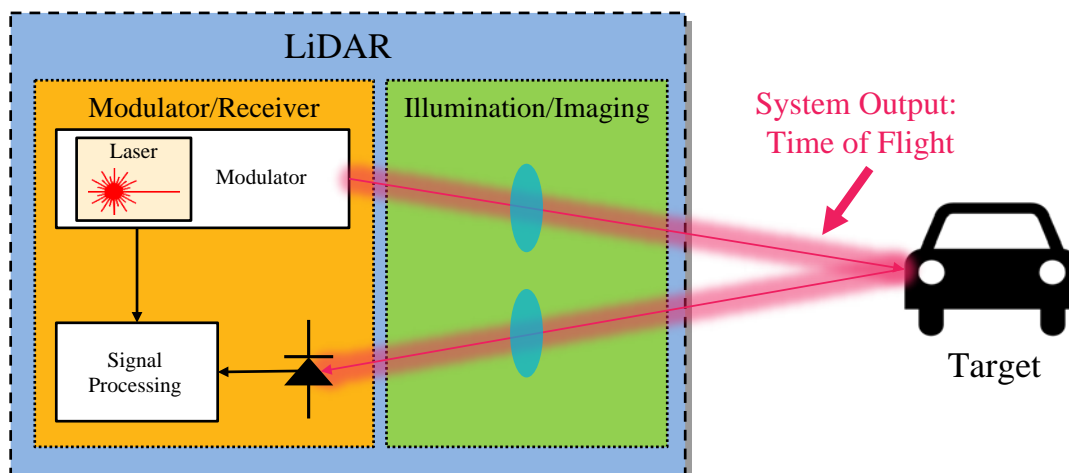 LiDAR
Modulator/Receiver
Illumination/Imaging
Laser
Modulator
Signal
Processing
System Output:
Time of Flight
Target